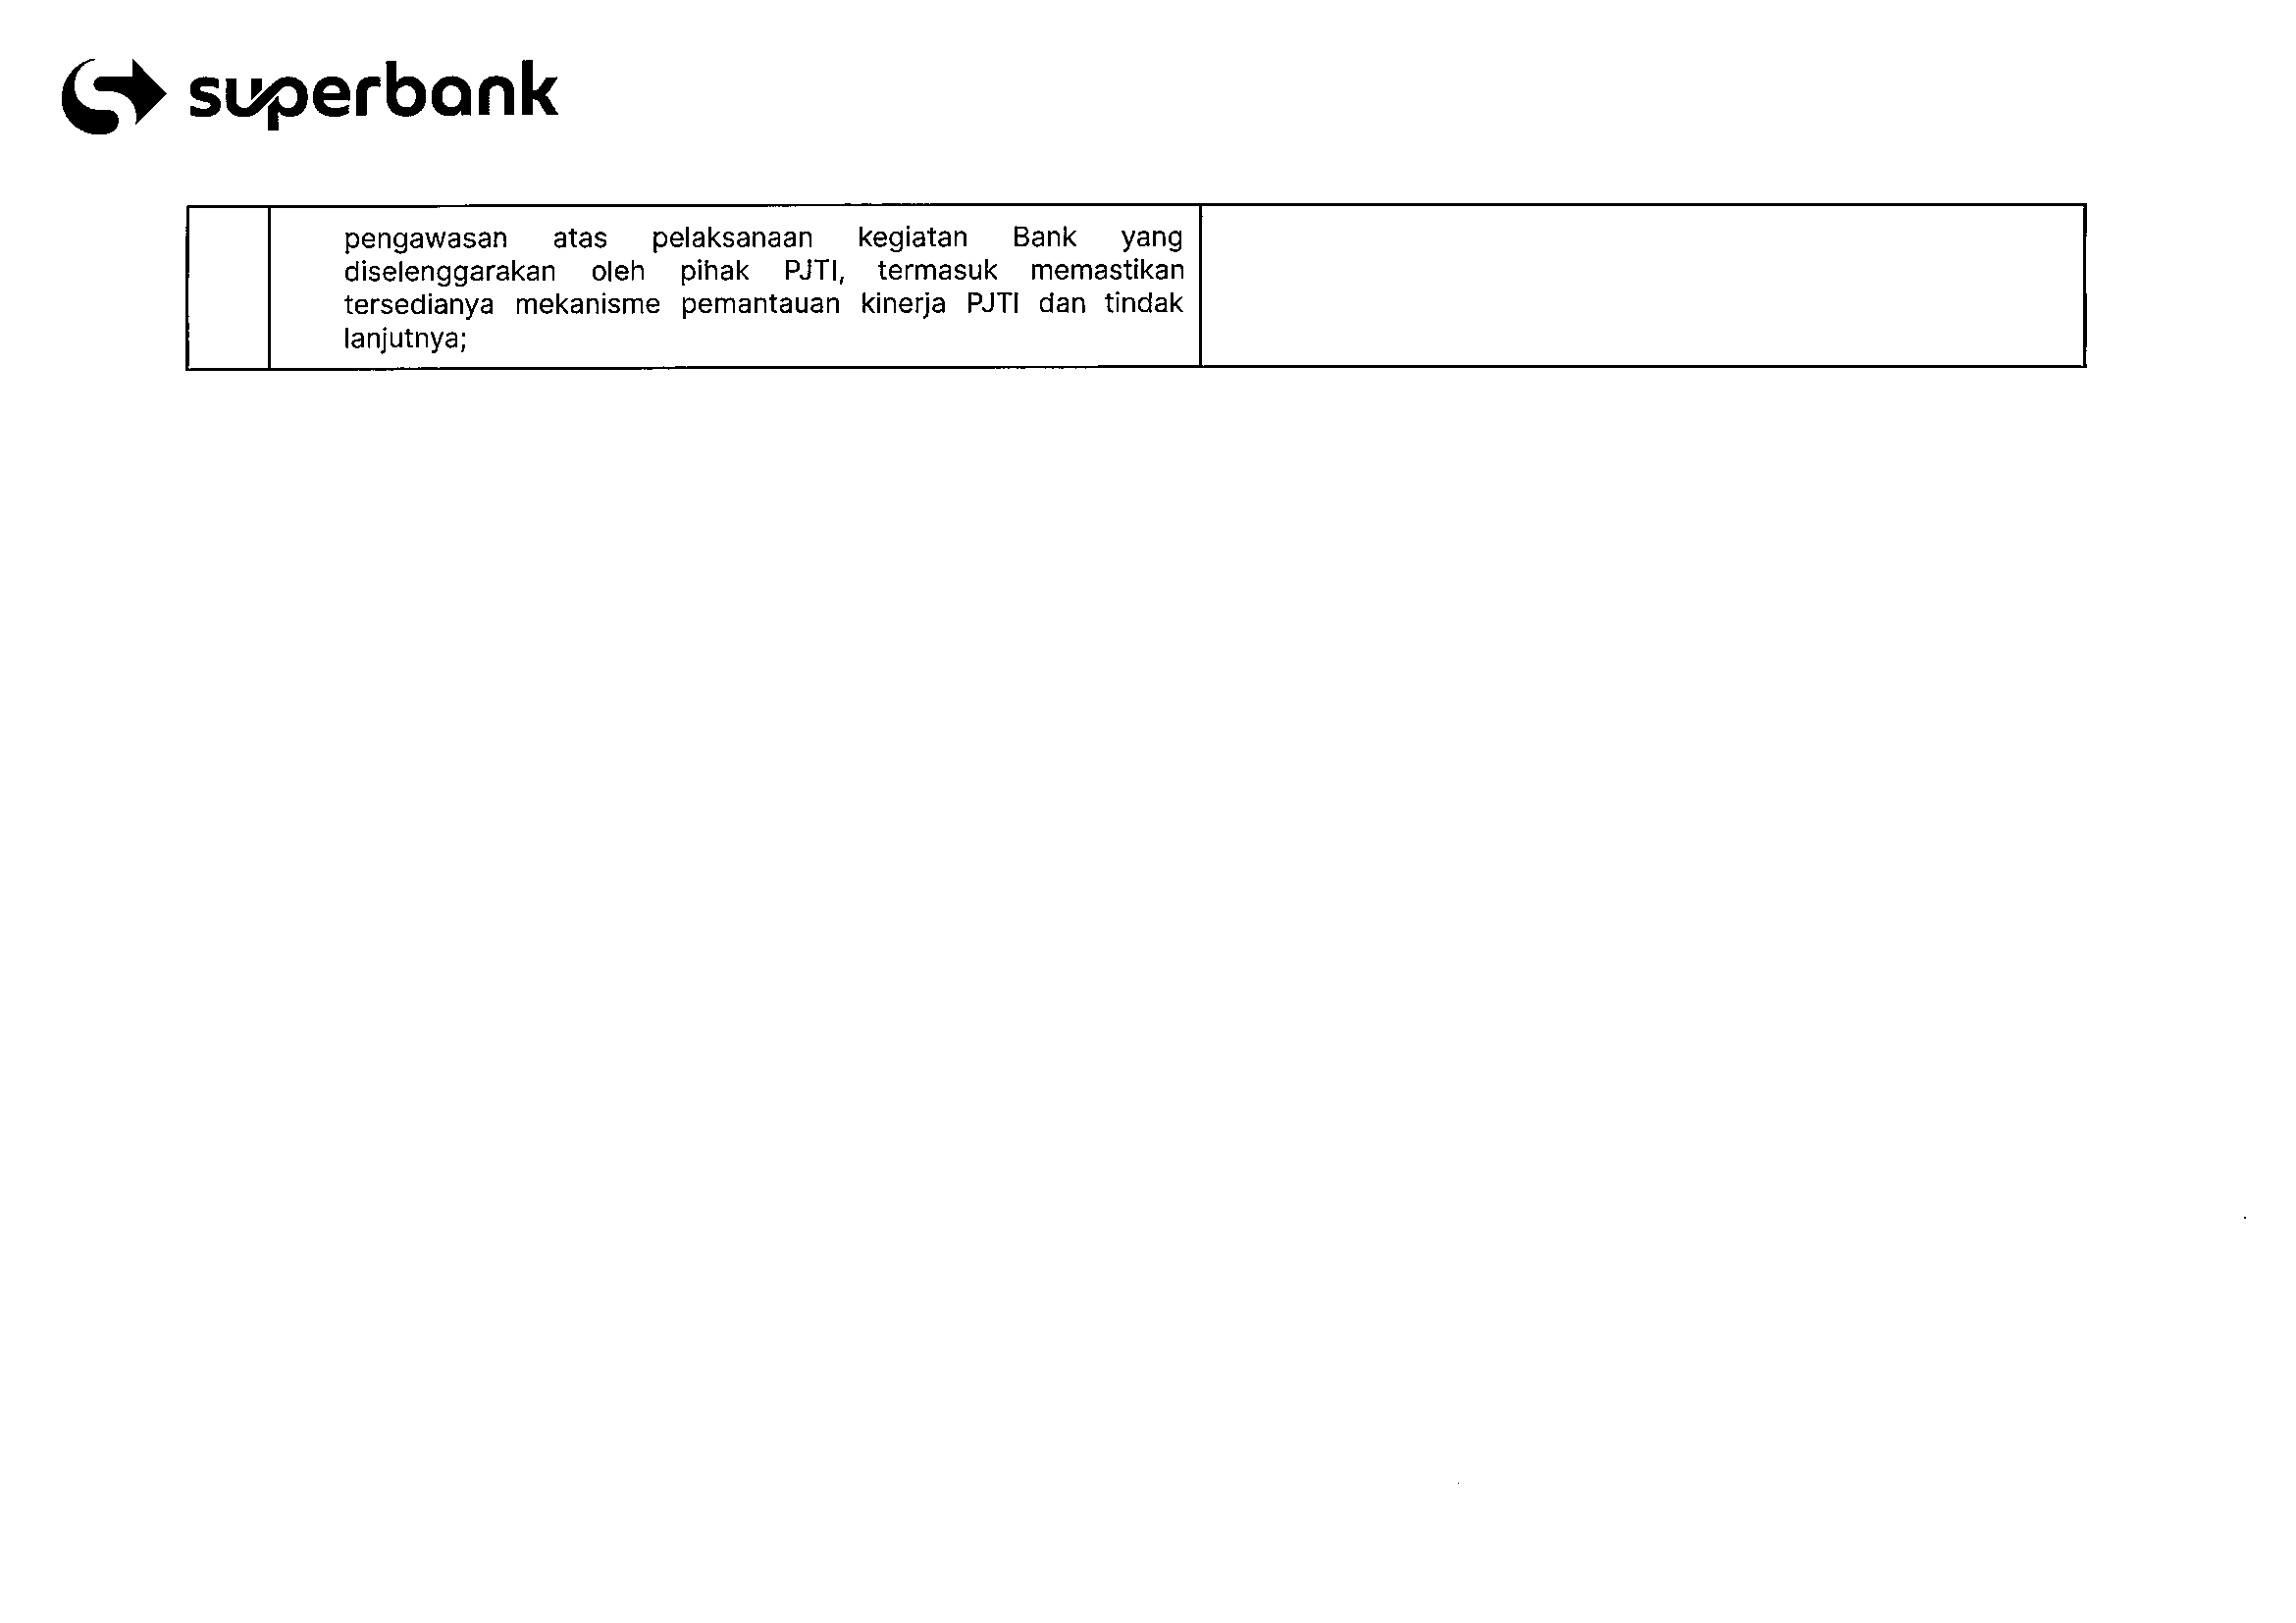 superbank
pengawasan atas pelaksanaan kegiatan Bank yang
diselenggarakan oleh pihak PJTI, termasuk memastikan
tersedianya mekanisme pemantauan kinerja PJTI dan tindak
lanjutnya;